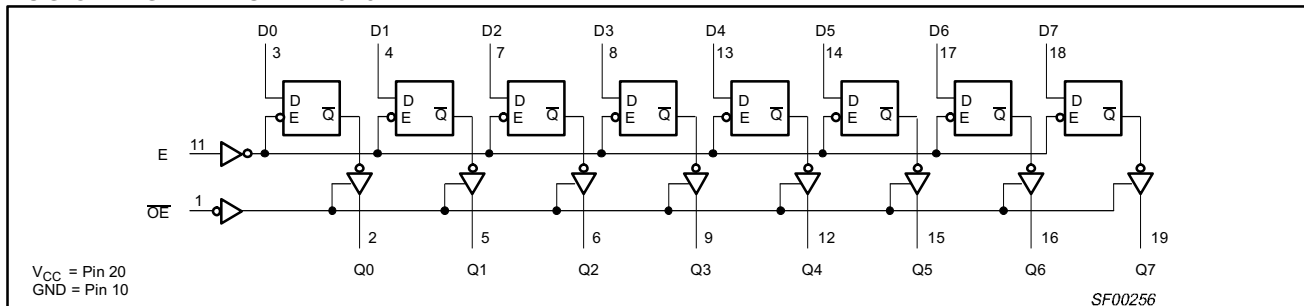 D0 D1 D2 D3 D4 D5 D6 D7
3 4 7 8 13 14 17 18
D Q̅ D Q̅ D Q̅ D Q̅ D Q̅ D Q̅ D Q̅ D Q̅
E E E E E E E E
E 11
O̅E̅ 1
2 5 6 9 12 15 16 19
Q0 Q1 Q2 Q3 Q4 Q5 Q6 Q7
VCC = Pin 20
GND = Pin 10
SF00256